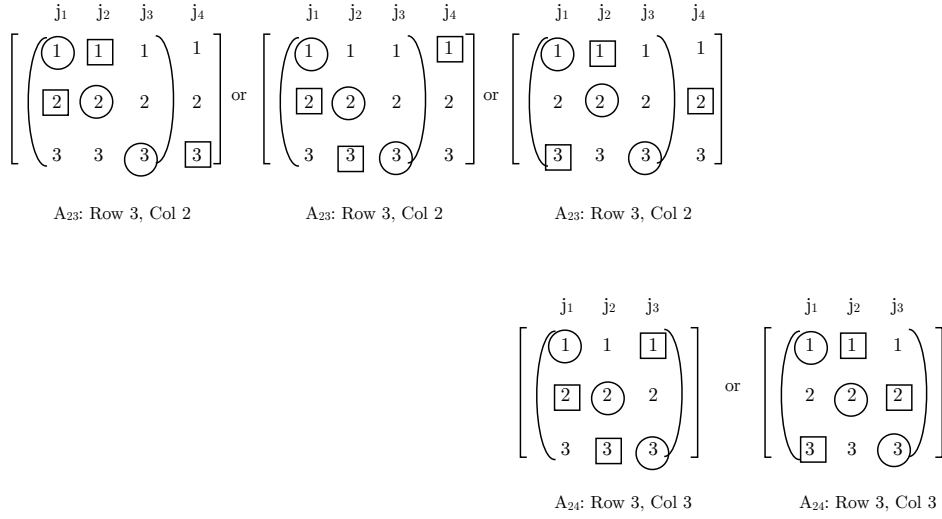 j1 j2 j3 j4 j1 j2 j3 j4 j1 j2 j3 j4
1 1 1 1 1 1 1 1 1 1 1 1
2 2 2 2 or 2 2 2 2 or 2 2 2 2
3 3 3 3 3 3 3 3 3 3 3 3
A23: Row 3, Col 2 A23: Row 3, Col 2 A23: Row 3, Col 2
j1 j2 j3 j1 j2 j3
1 1 1 1 1 1
2 2 2 or 2 2 2
3 3 3 3 3 3
A24: Row 3, Col 3 A24: Row 3, Col 3